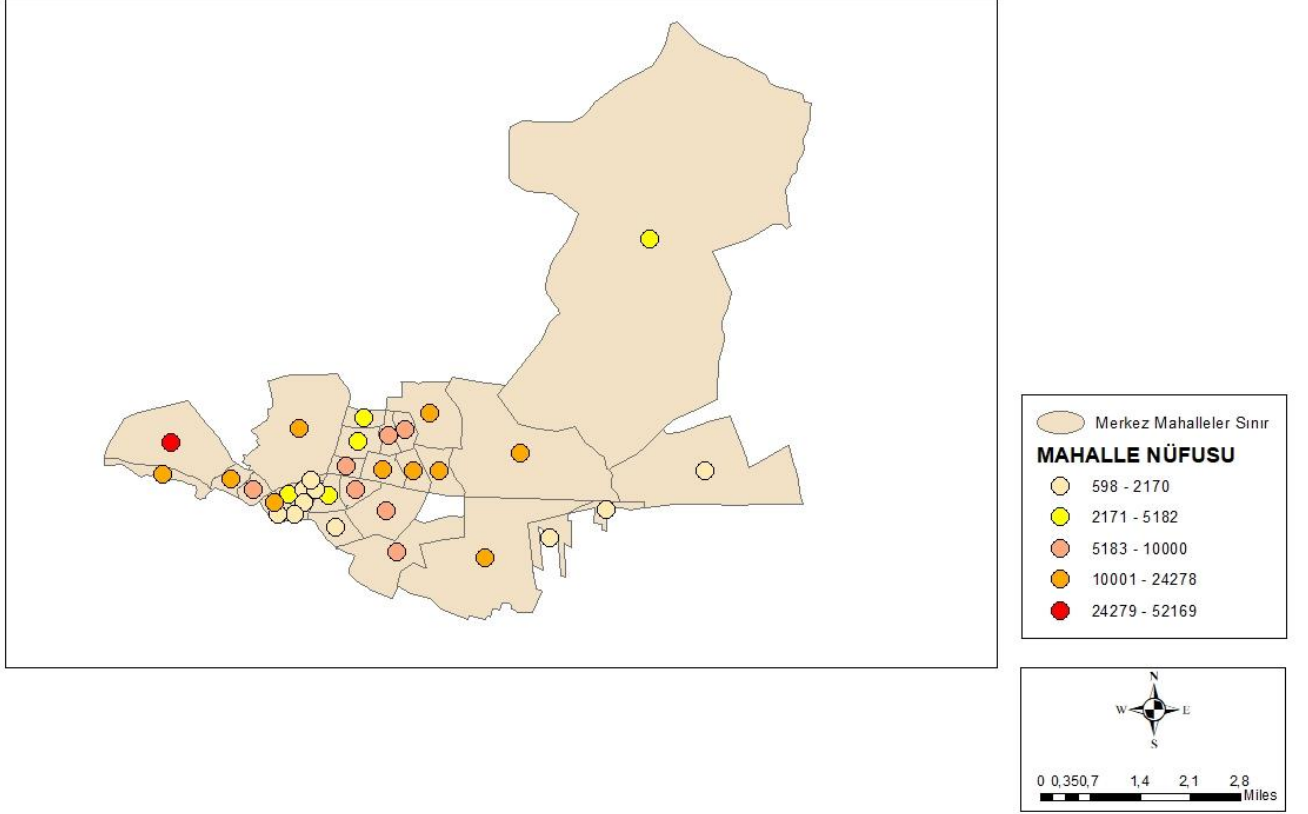 Merkez Mahalleler Sınır
MAHALLE NÜFUSU
598 - 2170
2171 - 5182
5183 - 10000
10001 - 24278
24279 - 52169
N
W E
S
0 0,350,7 1,4 2,1 2,8
Miles